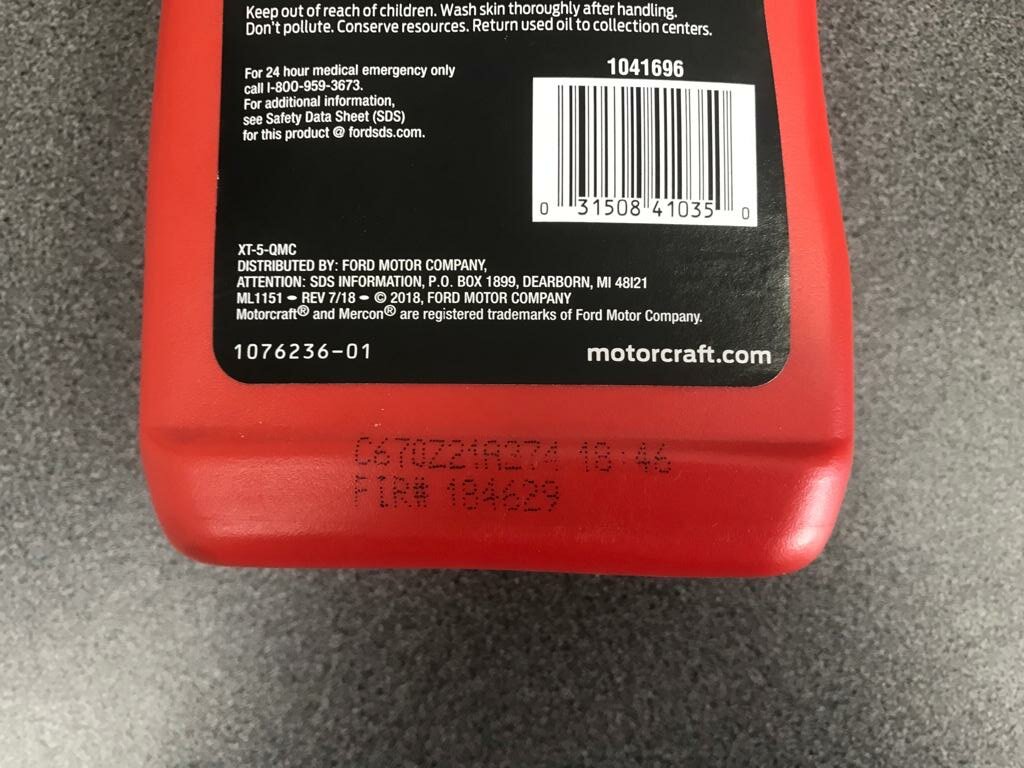 Keep out of reach of children. Wash skin thoroughly after handling.
Don't pollute. Conserve resources. Return used oil to collection centers.
For 24 hour medical emergency only
call 1-800-959-3673.
For additional information,
see Safety Data Sheet (SDS)
for this product @ fordsds.com.
1041696
0 31508 41035 0
XT-5-QMC
DISTRIBUTED BY: FORD MOTOR COMPANY,
ATTENTION: SDS INFORMATION, P.O. BOX 1899, DEARBORN, MI 48121
ML1151 - REV 7/18 - © 2018, FORD MOTOR COMPANY
Motorcraft® and Mercon® are registered trademarks of Ford Motor Company.
1076236-01
motorcraft.com
C670Z21A374 18:46
FIR# 184629